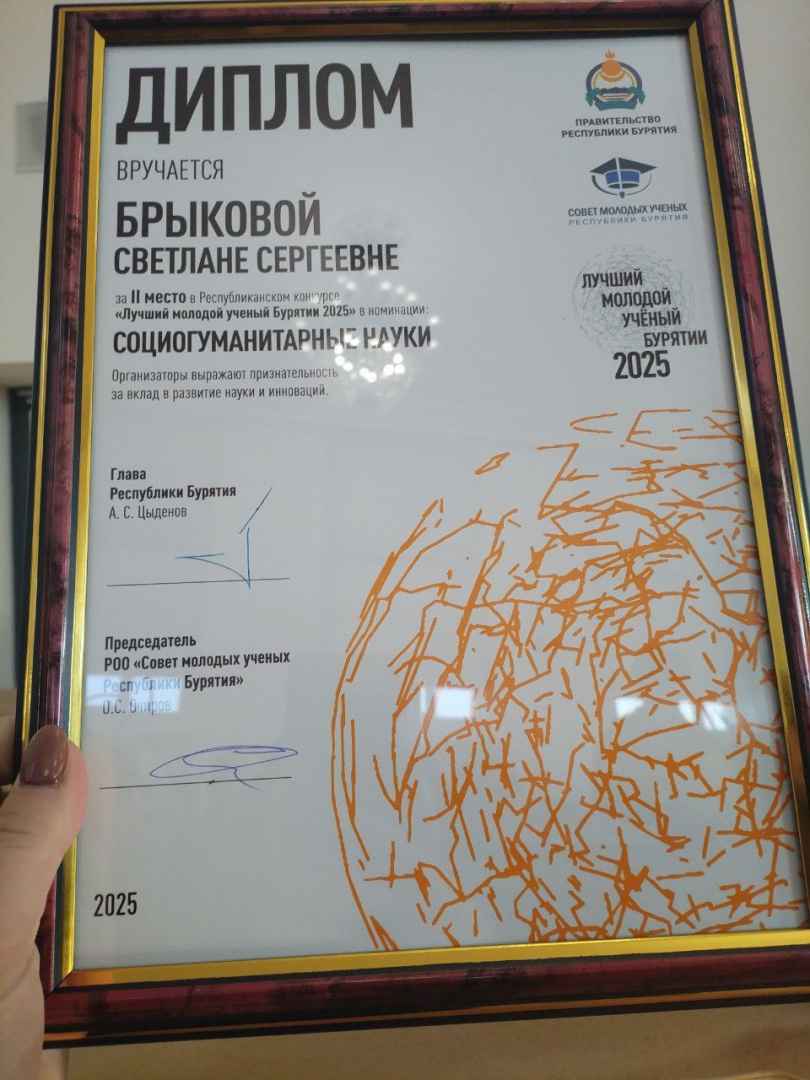 ДИПЛОМ
ВРУЧАЕТСЯ
БРЫКОВОЙ
СВЕТЛАНЕ СЕРГЕЕВНЕ
за II место в Республиканском конкурсе
«Лучший молодой ученый Бурятии 2025» в номинации:
СОЦИОГУМАНИТАРНЫЕ НАУКИ
Организаторы выражают признательность
за вклад в развитие науки и инноваций.
ПРАВИТЕЛЬСТВО
РЕСПУБЛИКИ БУРЯТИЯ
СОВЕТ МОЛОДЫХ УЧЕНЫХ
РЕСПУБЛИКИ БУРЯТИЯ
ЛУЧШИЙ
МОЛОДОЙ
УЧЁНЫЙ
БУРЯТИИ
2025
Глава
Республики Бурятия
А. С. Цыденов
Председатель
РОО «Совет молодых ученых
Республики Бурятия»
О.С. Очиров
2025